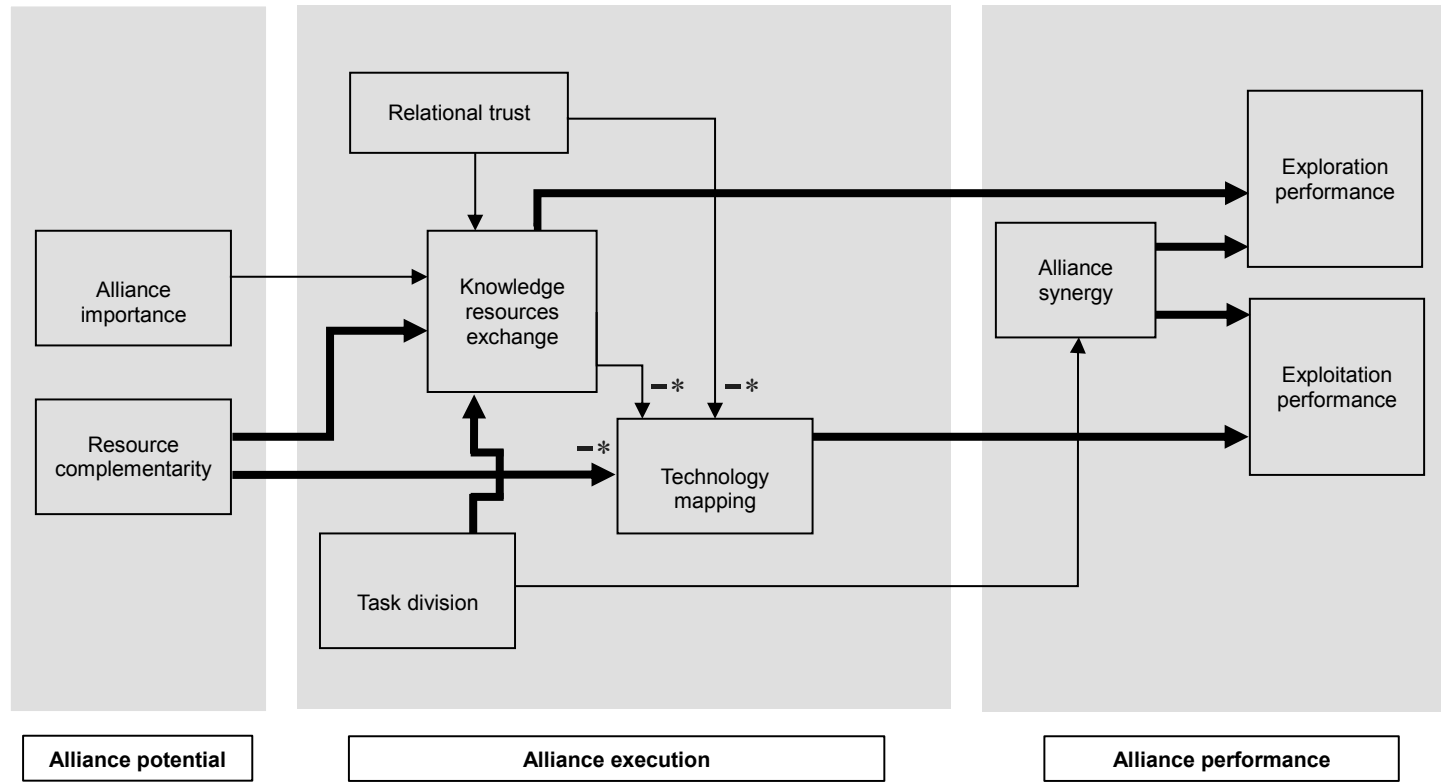 Relational trust
Exploration
performance
Alliance
importance
Knowledge
resources
exchange
Alliance
synergy
–*
–*
Exploitation
performance
Resource
complementarity
–*
Technology
mapping
Task division
Alliance potential
Alliance execution
Alliance performance